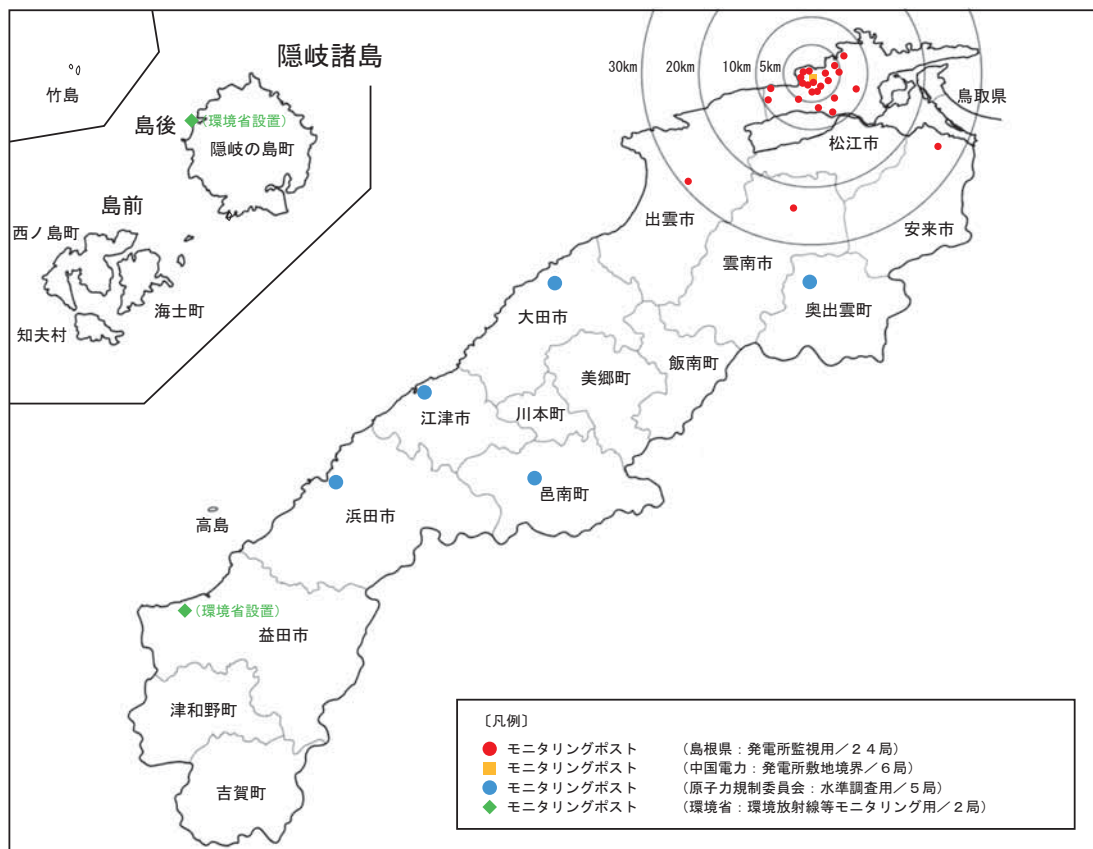 隠岐諸島
竹島
島後
(環境省設置)
隠岐の島町
島前
西ノ島町
海士町
知夫村
30km
20km
10km
5km
鳥取県
松江市
出雲市
安来市
雲南市
奥出雲町
大田市
飯南町
美郷町
川本町
江津市
邑南町
浜田市
高島
(環境省設置)
益田市
津和野町
吉賀町
〔凡例〕
モニタリングポスト (島根県:発電所監視用/24局)
モニタリングポスト (中国電力:発電所敷地境界/6局)
モニタリングポスト (原子力規制委員会:水準調査用/5局)
モニタリングポスト (環境省:環境放射線等モニタリング用/2局)